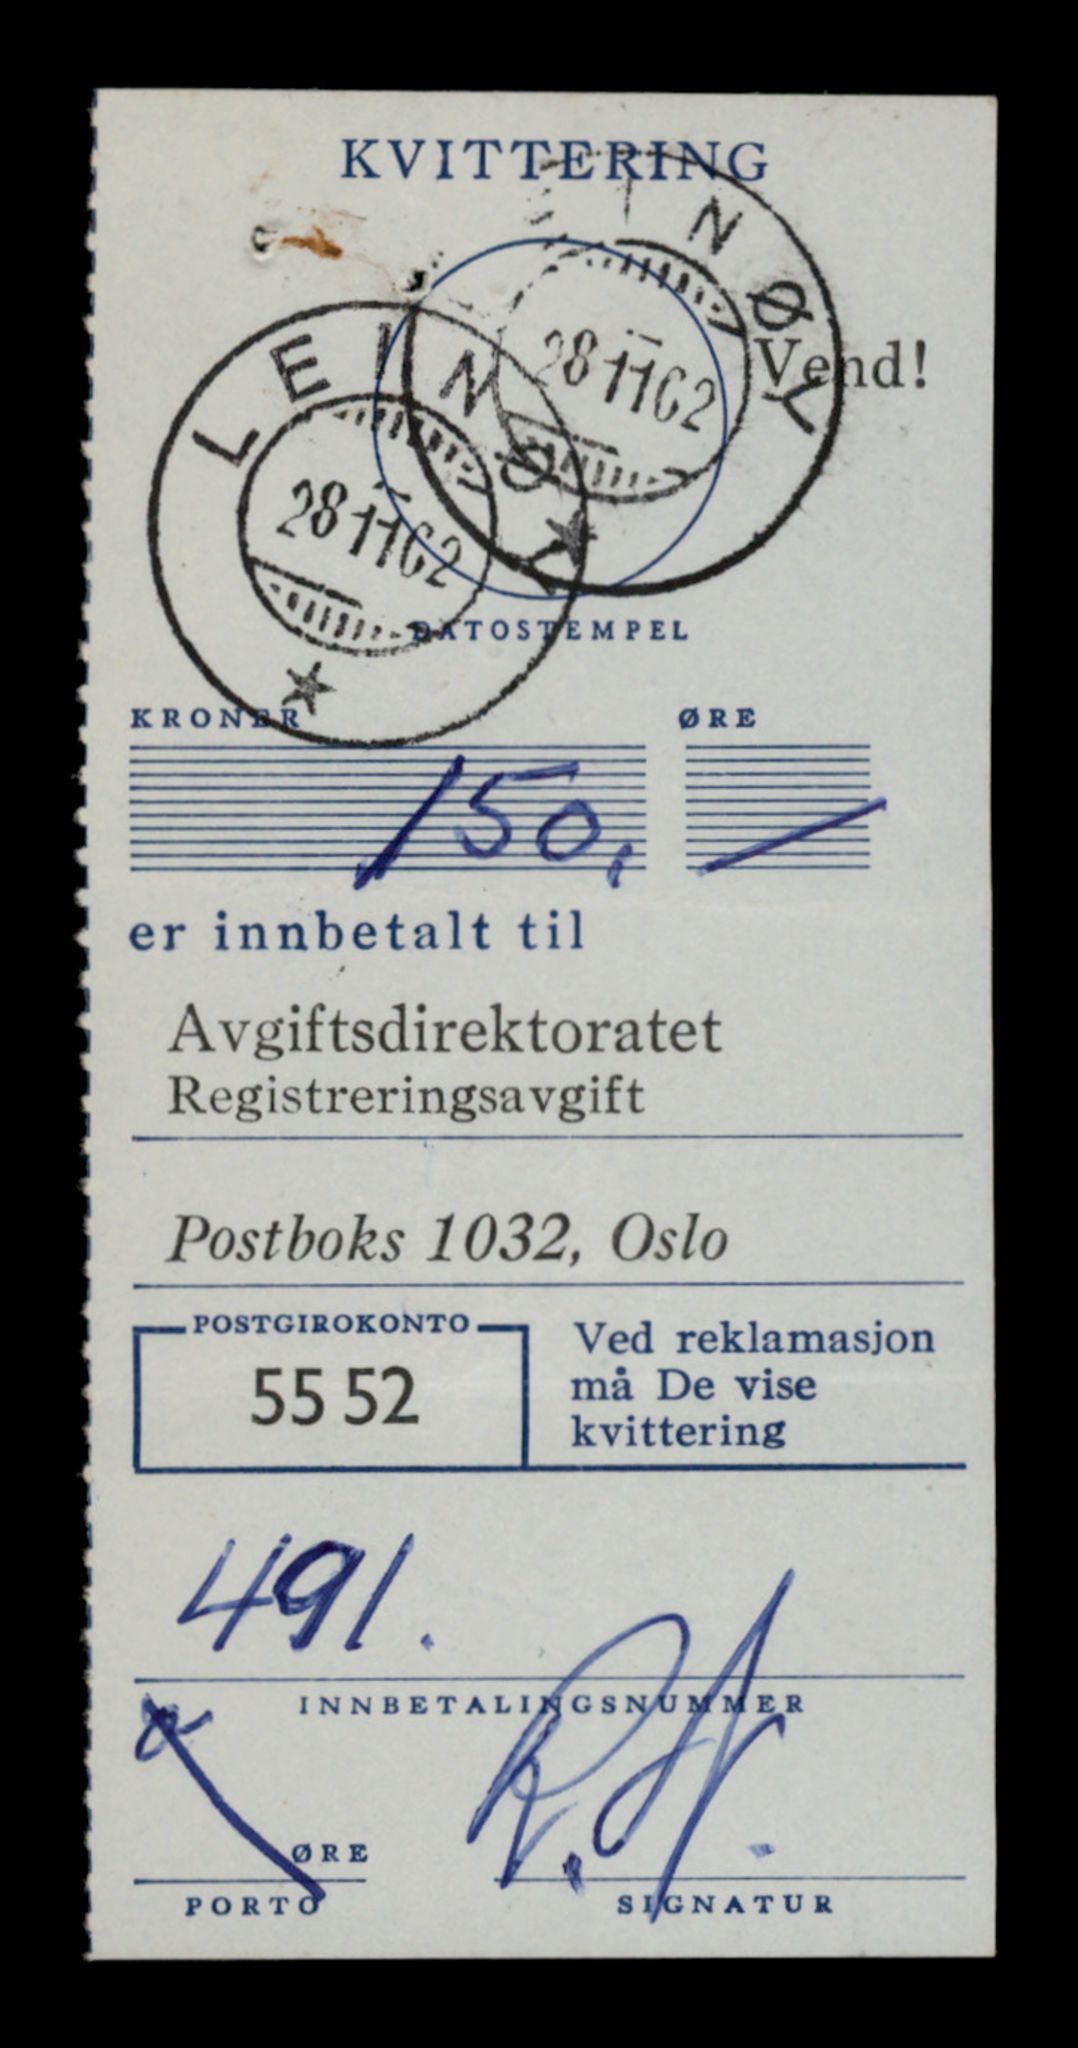 KVITTERING
LEINØY
28 11 62
LEINØY
28 11 62
Vend!
DATOSTEMPEL
KRONER ØRE
150, —
er innbetalt til
Avgiftsdirektoratet
Registreringsavgift
Postboks 1032, Oslo
POSTGIROKONTO
55 52
Ved reklamasjon
må De vise
kvittering
491.
INNBETALINGSNUMMER
ØRE
PORTO
SIGNATUR